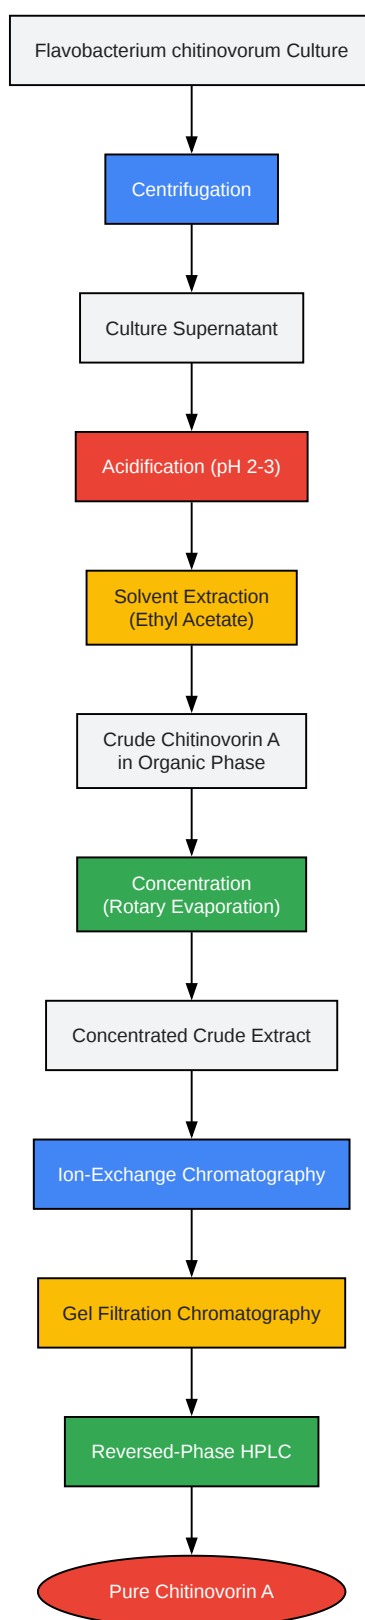 Flavobacterium chitinovorum Culture
Centrifugation
Culture Supernatant
Acidification (pH 2-3)
Solvent Extraction
(Ethyl Acetate)
Crude Chitinovorin A
in Organic Phase
Concentration
(Rotary Evaporation)
Concentrated Crude Extract
Ion-Exchange Chromatography
Gel Filtration Chromatography
Reversed-Phase HPLC
Pure Chitinovorin A